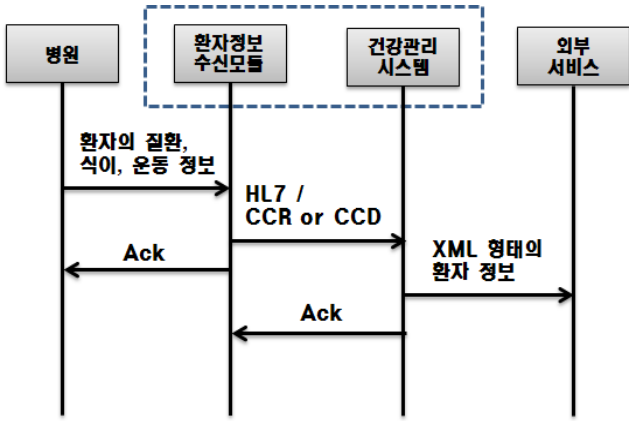 병원
환자정보
수신모듈
건강관리
시스템
외부
서비스
환자의 질환,
식이, 운동 정보
HL7 /
CCR or CCD
Ack
XML 형태의
환자 정보
Ack